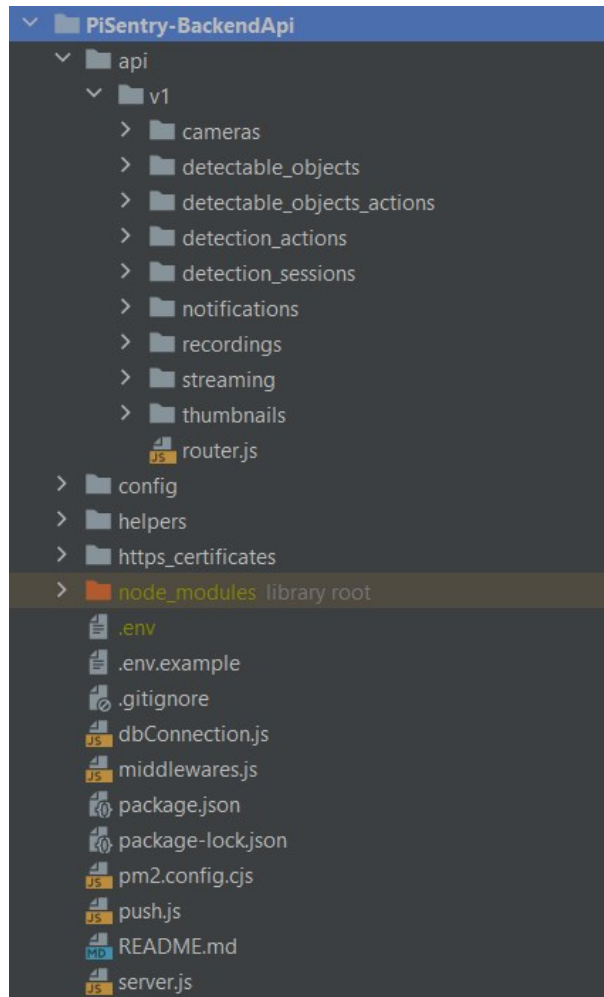 PiSentry-BackendApi
api
v1
cameras
detectable_objects
detectable_objects_actions
detection_actions
detection_sessions
notifications
recordings
streaming
thumbnails
router.js
config
helpers
https_certificates
node_modules library root
.env
.env.example
.gitignore
dbConnection.js
middlewares.js
package.json
package-lock.json
pm2.config.cjs
push.js
README.md
server.js